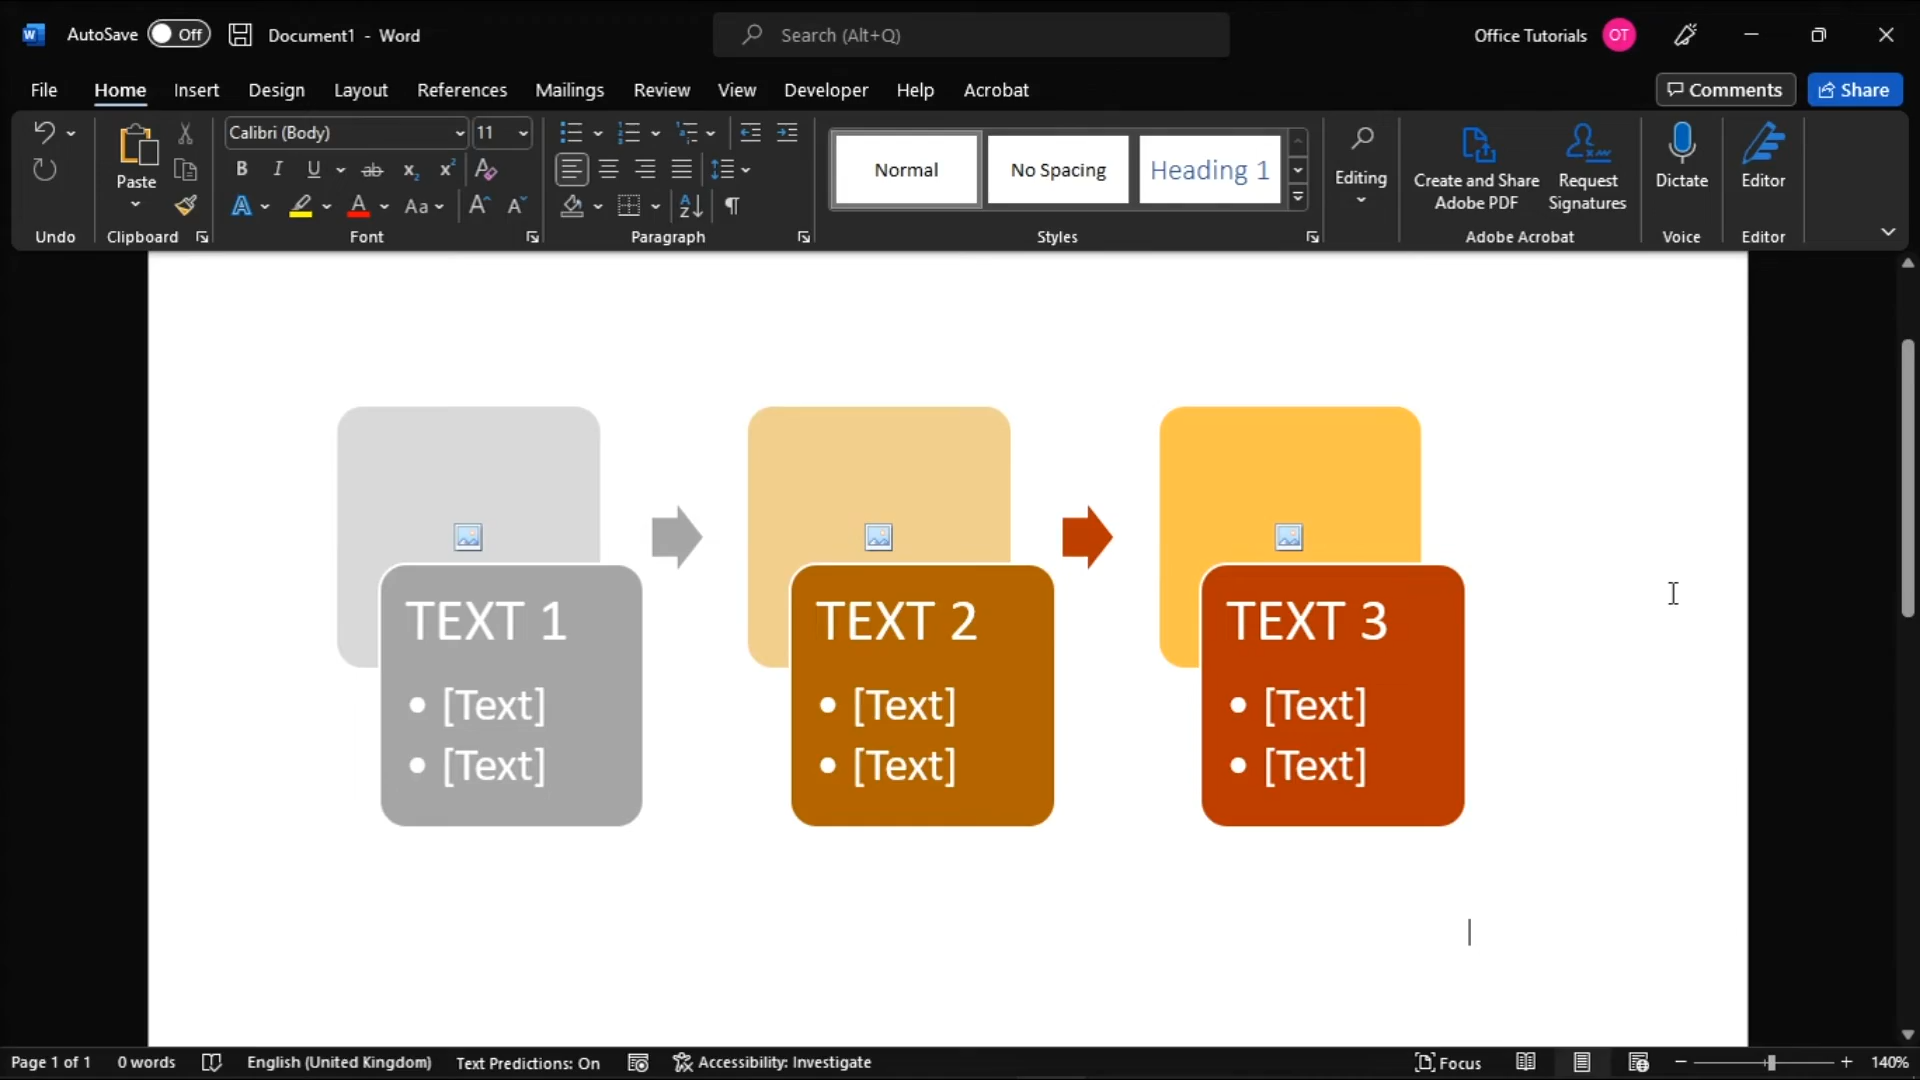 W AutoSave Off Document1 - Word Search (Alt+Q) Office Tutorials OT
File Home Insert Design Layout References Mailings Review View Developer Help Acrobat Comments Share
Calibri (Body) 11
B I U ab x₂ x²
A A Aa A A A Z
Paste
Normal No Spacing Heading 1
Editing
Create and Share Adobe PDF
Request Signatures
Dictate
Editor
Undo Clipboard Font Paragraph Styles Adobe Acrobat Voice Editor
TEXT 1
• [Text]
• [Text]
TEXT 2
• [Text]
• [Text]
TEXT 3
• [Text]
• [Text]
Page 1 of 1 0 words English (United Kingdom) Text Predictions: On Accessibility: Investigate Focus 140%